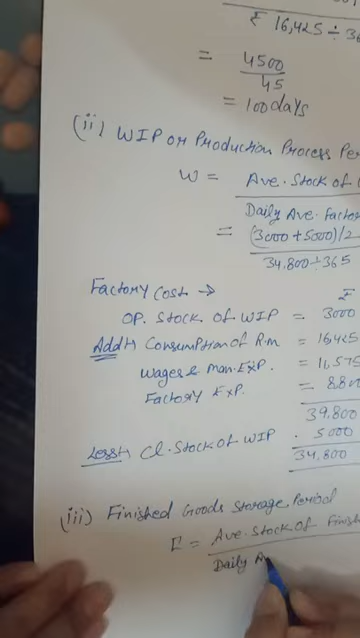 ₹ 16,425 ÷ 36
= 4500
45
= 100 days
(ii) WIP or Production Process Per
W = Ave. Stock of
Daily Ave. Factor
= (3000 + 5000)/2
34,800 ÷ 365
Factory Cost →
₹
OP. Stock of WIP = 3000
Add: Consumption of R.M = 16,425
Wages & Man. Exp. = 11,575
Factory Exp. = 8,800
39,800
Less: Cl. Stock of WIP . 5000
34,800
(iii) Finished Goods Storage Period
F = Ave. Stock of Finish
Daily A